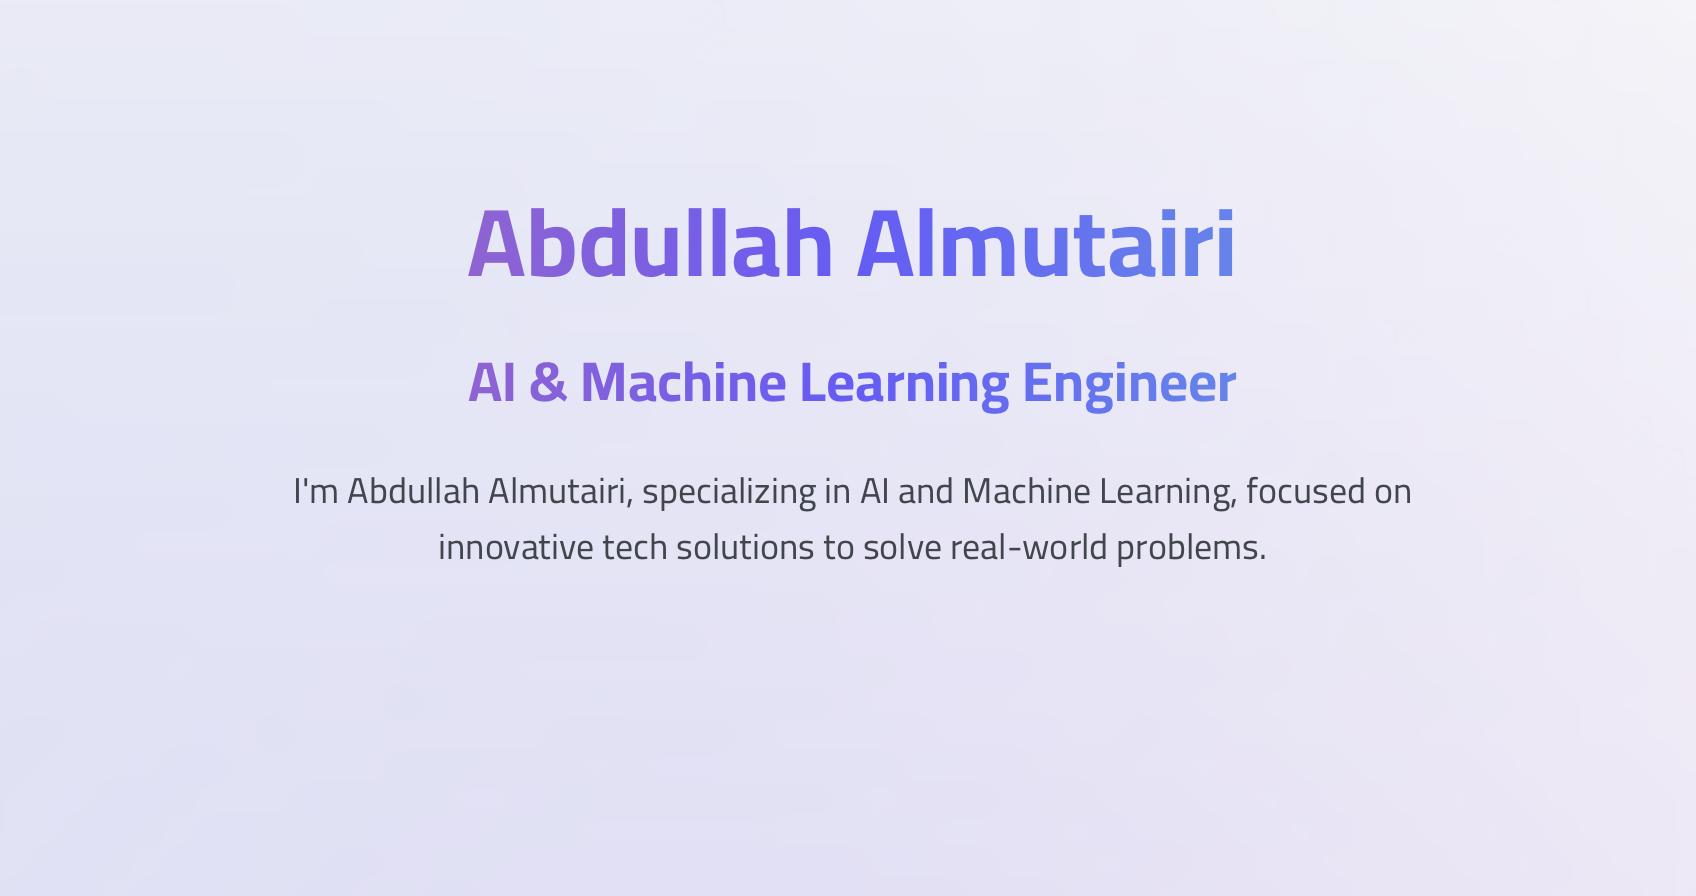 Abdullah Almutairi
AI & Machine Learning Engineer
I'm Abdullah Almutairi, specializing in AI and Machine Learning, focused on
innovative tech solutions to solve real-world problems.